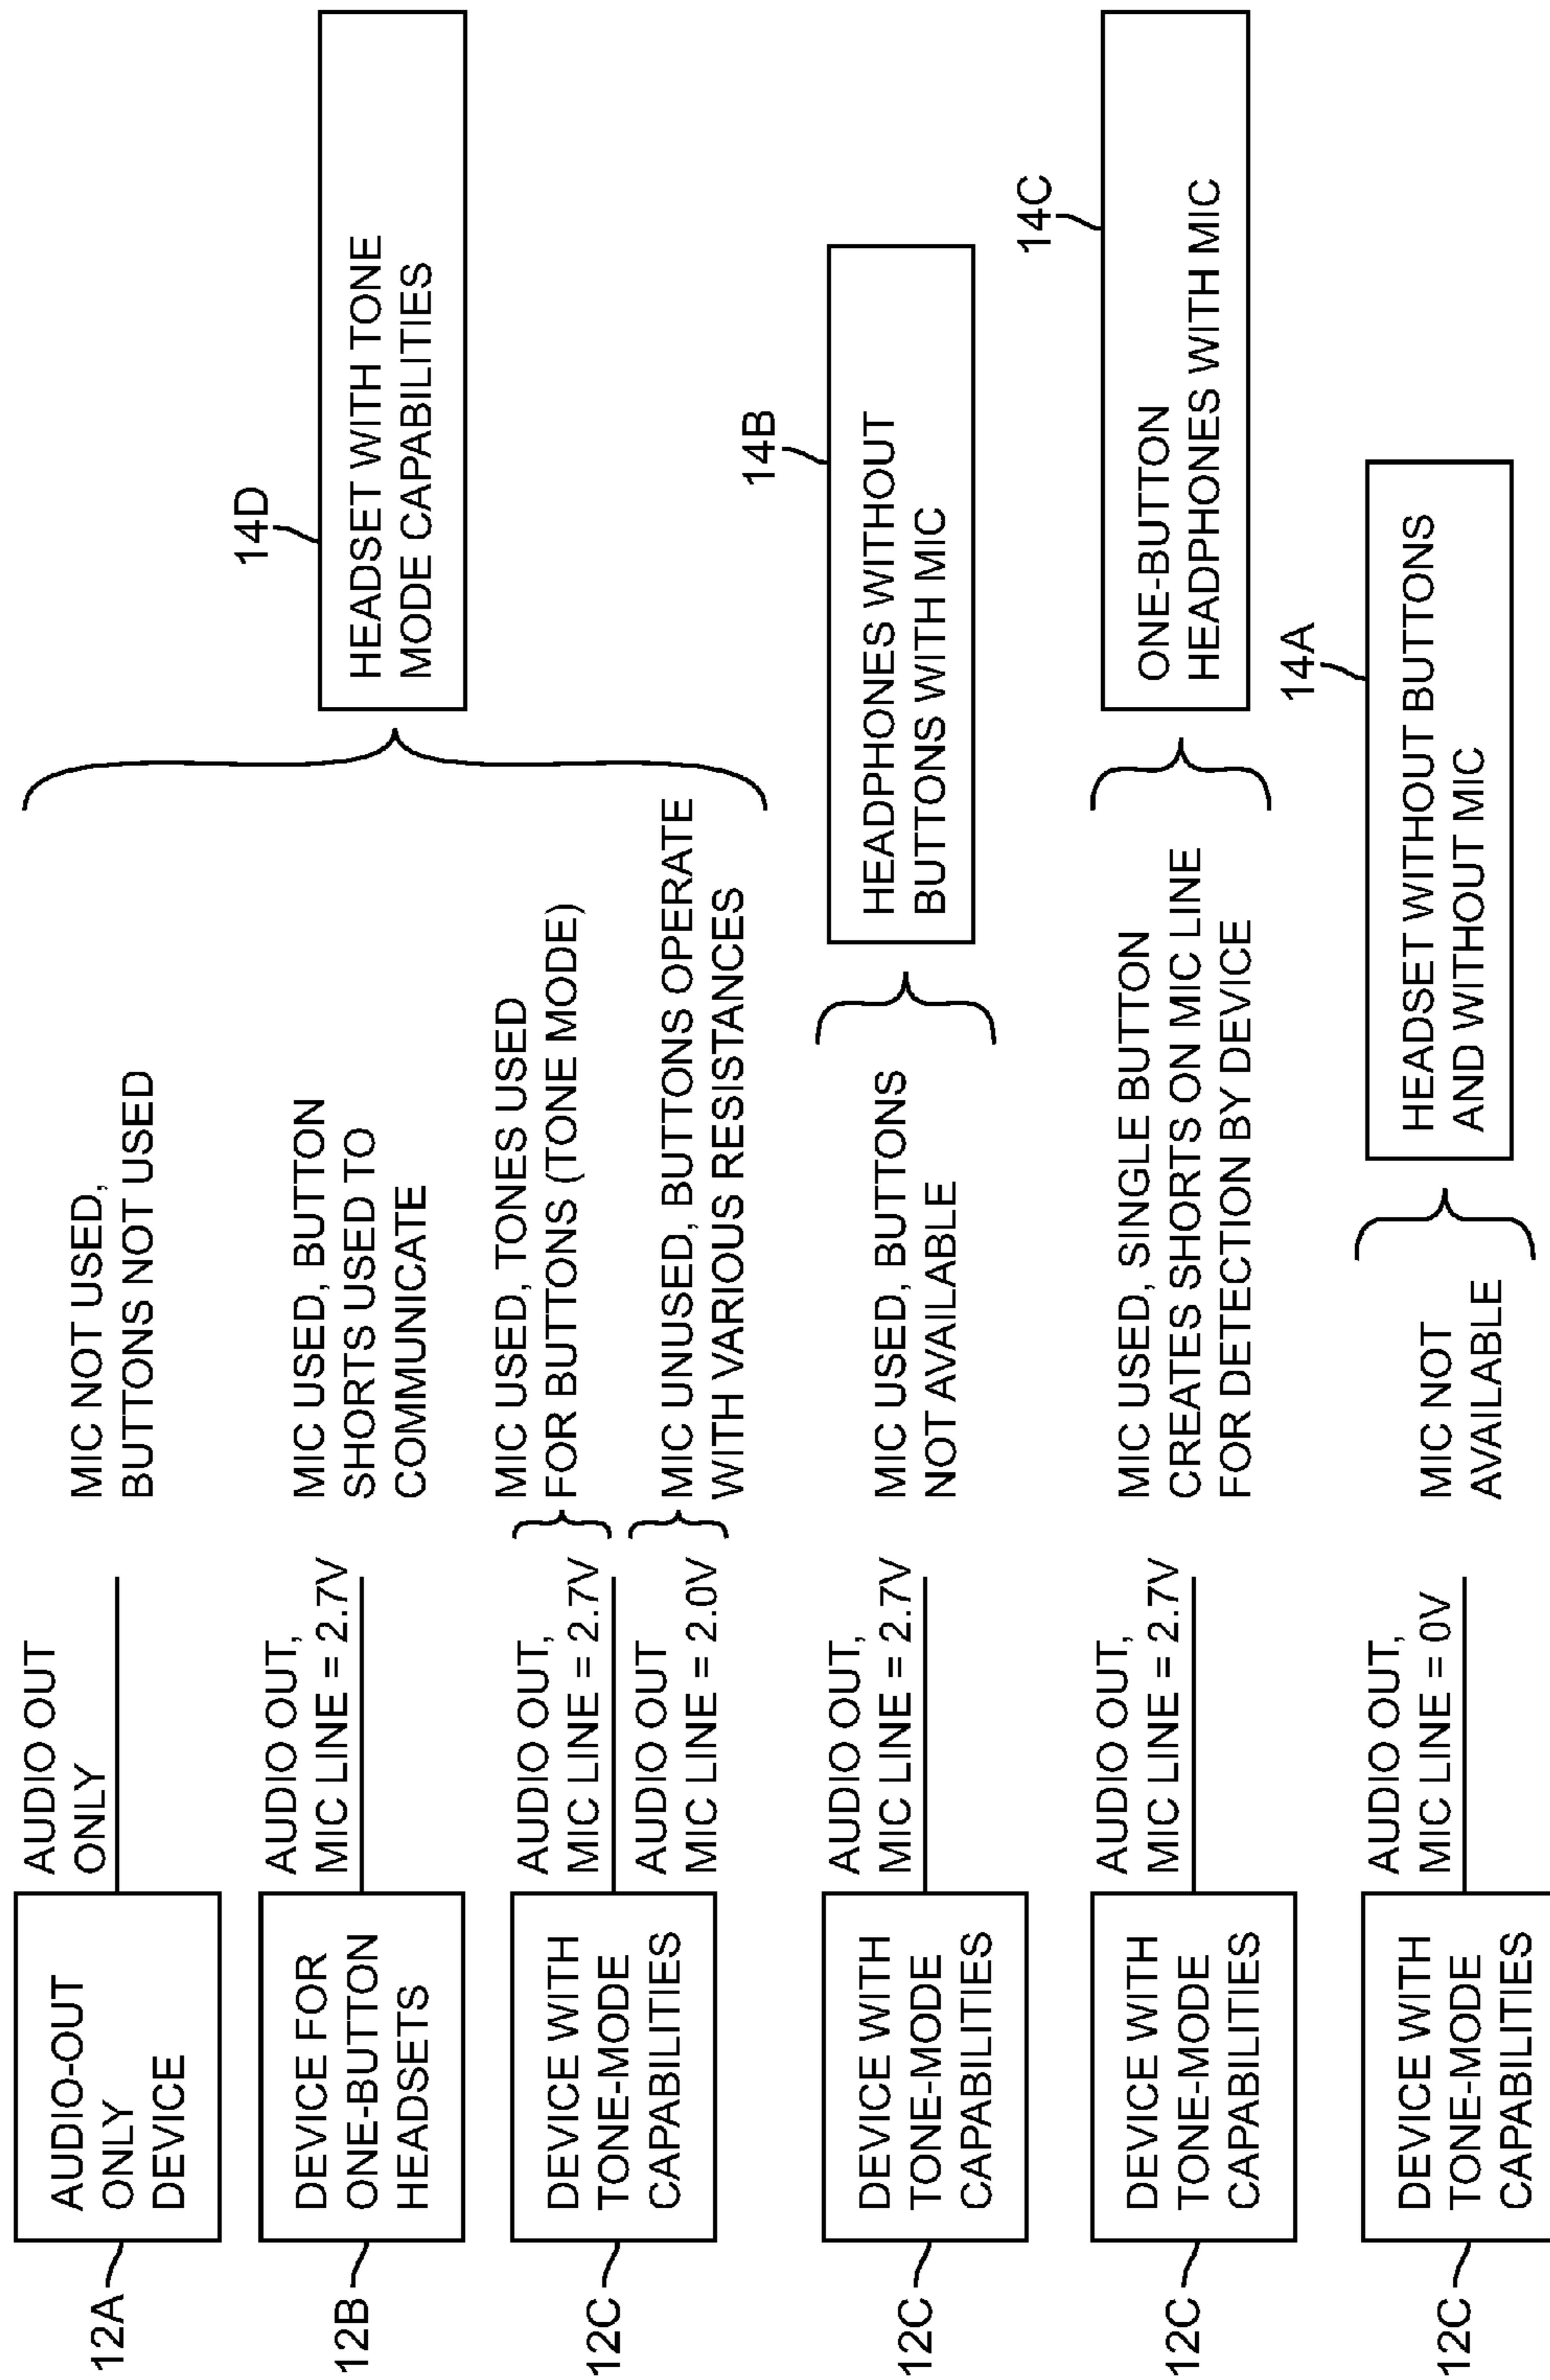 12A
AUDIO-OUT
ONLY
DEVICE
AUDIO OUT
ONLY
MIC NOT USED,
BUTTONS NOT USED
12B
DEVICE FOR
ONE-BUTTON
HEADSETS
AUDIO OUT,
MIC LINE = 2.7V
MIC USED, BUTTON
SHORTS USED TO
COMMUNICATE
12C
DEVICE WITH
TONE-MODE
CAPABILITIES
AUDIO OUT,
MIC LINE = 2.7V
MIC USED, TONES USED
FOR BUTTONS (TONE MODE)
AUDIO OUT
MIC LINE = 2.0V
MIC UNUSED, BUTTONS OPERATE
WITH VARIOUS RESISTANCES
14D
HEADSET WITH TONE
MODE CAPABILITIES
12C
DEVICE WITH
TONE-MODE
CAPABILITIES
AUDIO OUT,
MIC LINE = 2.7V
MIC USED, BUTTONS
NOT AVAILABLE
14B
HEADPHONES WITHOUT
BUTTONS WITH MIC
12C
DEVICE WITH
TONE-MODE
CAPABILITIES
AUDIO OUT,
MIC LINE = 2.7V
MIC USED, SINGLE BUTTON
CREATES SHORTS ON MIC LINE
FOR DETECTION BY DEVICE
14C
ONE-BUTTON
HEADPHONES WITH MIC
12C
DEVICE WITH
TONE-MODE
CAPABILITIES
AUDIO OUT,
MIC LINE = 0V
MIC NOT
AVAILABLE
14A
HEADSET WITHOUT BUTTONS
AND WITHOUT MIC